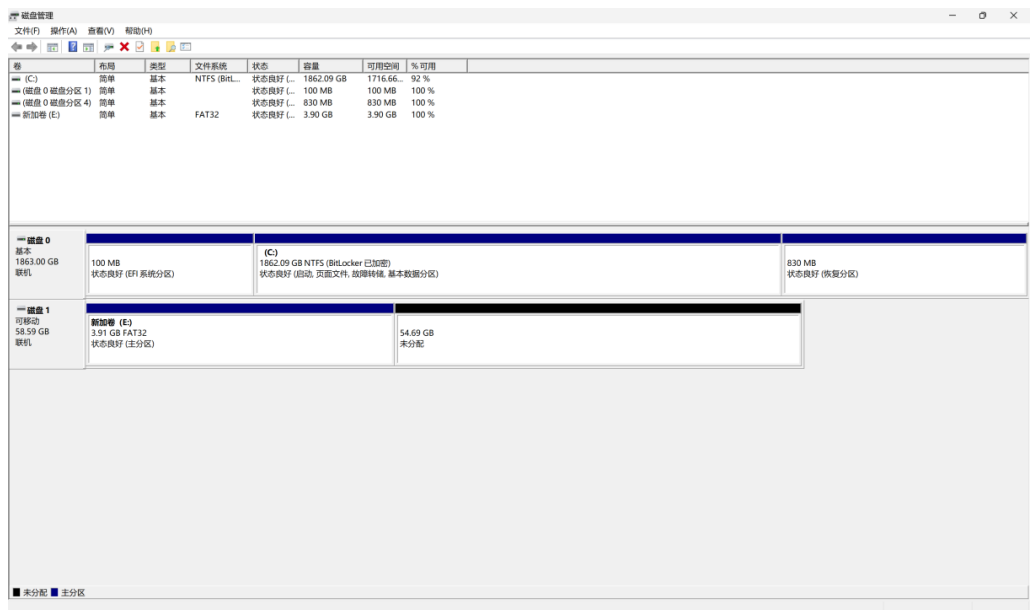 磁盘管理
文件(F) 操作(A) 查看(V) 帮助(H)
卷 布局 类型 文件系统 状态 容量 可用空间 % 可用
(C:) 简单 基本 NTFS (BitL... 状态良好 (... 1862.09 GB 1716.66... 92 %
(磁盘 0 磁盘分区 1) 简单 基本 状态良好 (... 100 MB 100 MB 100 %
(磁盘 0 磁盘分区 4) 简单 基本 状态良好 (... 830 MB 830 MB 100 %
新加卷 (E:) 简单 基本 FAT32 状态良好 (... 3.90 GB 3.90 GB 100 %
磁盘 0
基本
1863.00 GB
联机
100 MB
状态良好 (EFI 系统分区)
(C:)
1862.09 GB NTFS (BitLocker 已加密)
状态良好 (启动, 页面文件, 故障转储, 基本数据分区)
830 MB
状态良好 (恢复分区)
磁盘 1
可移动
58.59 GB
联机
新加卷 (E:)
3.91 GB FAT32
状态良好 (主分区)
54.69 GB
未分配
未分配 主分区